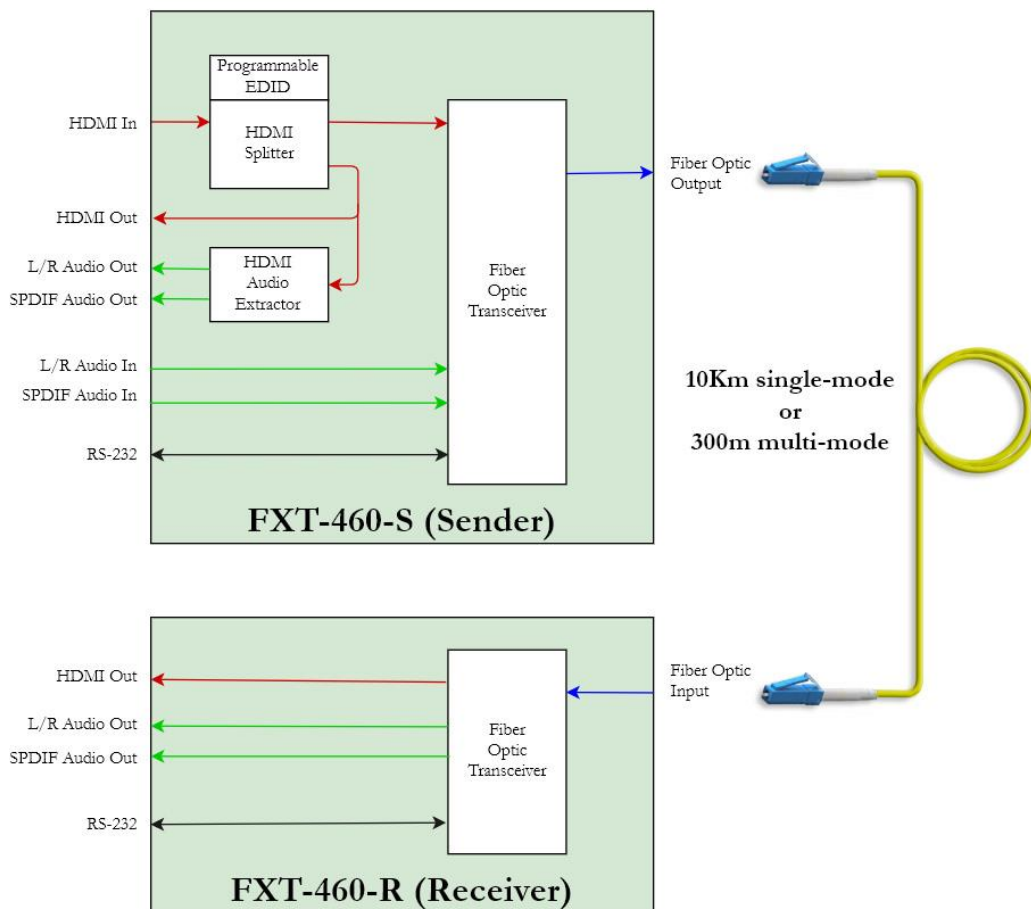 Programmable
EDID
HDMI In
HDMI
Splitter
HDMI Out
L/R Audio Out
SPDIF Audio Out
HDMI
Audio
Extractor
L/R Audio In
SPDIF Audio In
RS-232
Fiber
Optic
Transceiver
Fiber Optic
Output
FXT-460-S (Sender)
10Km single-mode
or
300m multi-mode
HDMI Out
L/R Audio Out
SPDIF Audio Out
RS-232
Fiber
Optic
Transceiver
Fiber Optic
Input
FXT-460-R (Receiver)